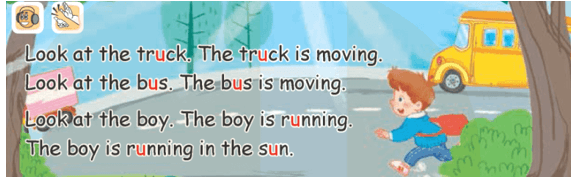 Look at the truck. The truck is moving.
Look at the bus. The bus is moving.
Look at the boy. The boy is running.
The boy is running in the sun.